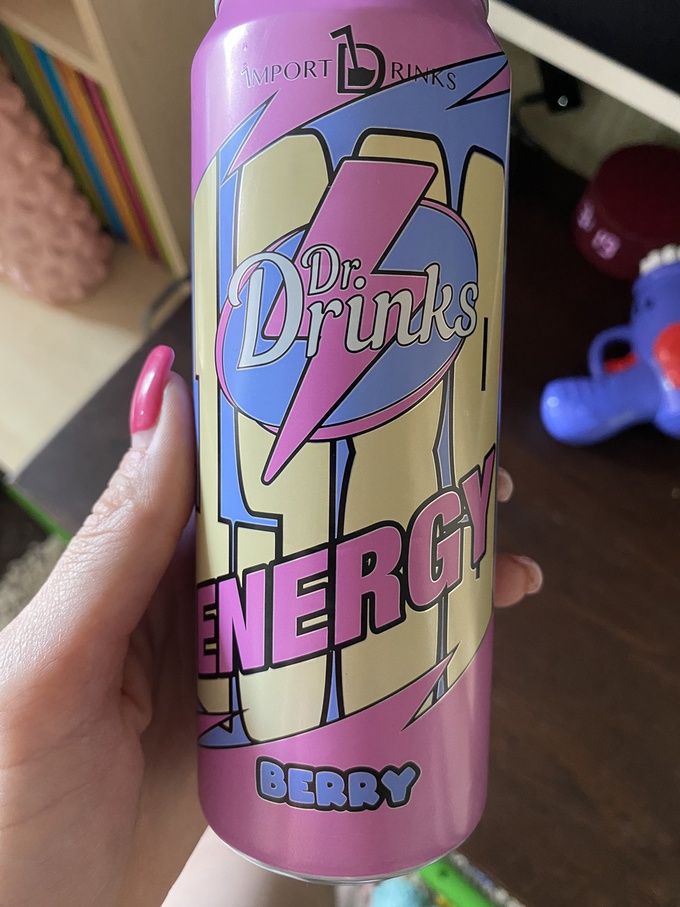 IMPORT DRINKS
Dr.
Drinks
ENERGY
BERRY